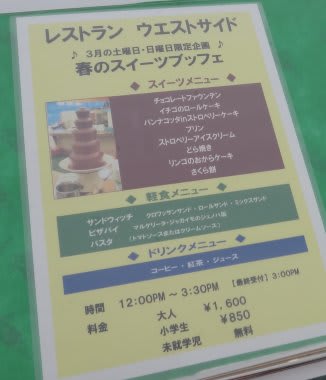 レストラン ウエストサイド
♪ 3月の土曜日・日曜日限定企画 ♪
春のスイーツブッフェ
◆ スイーツメニュー ◆
チョコレートファウンテン
イチゴのロールケーキ
パンナコッタinストロベリーケーキ
プリン
ストロベリーアイスクリーム
どら焼き
リンゴのおからケーキ
さくら餅
◆ 軽食メニュー ◆
サンドウィッチ クロワッサンサンド・ロールサンド・ミックスサンド
ピザパイ マルゲリータ・ジャガイモのジェノバ風
パスタ （トマトソースまたはクリームソース）
◆ ドリンクメニュー ◆
コーヒー・紅茶・ジュース
時間 12:00PM ～ 3:30PM [最終受付] 3:00PM
料金 大人 ¥1,600
小学生 ¥850
未就学児 無料